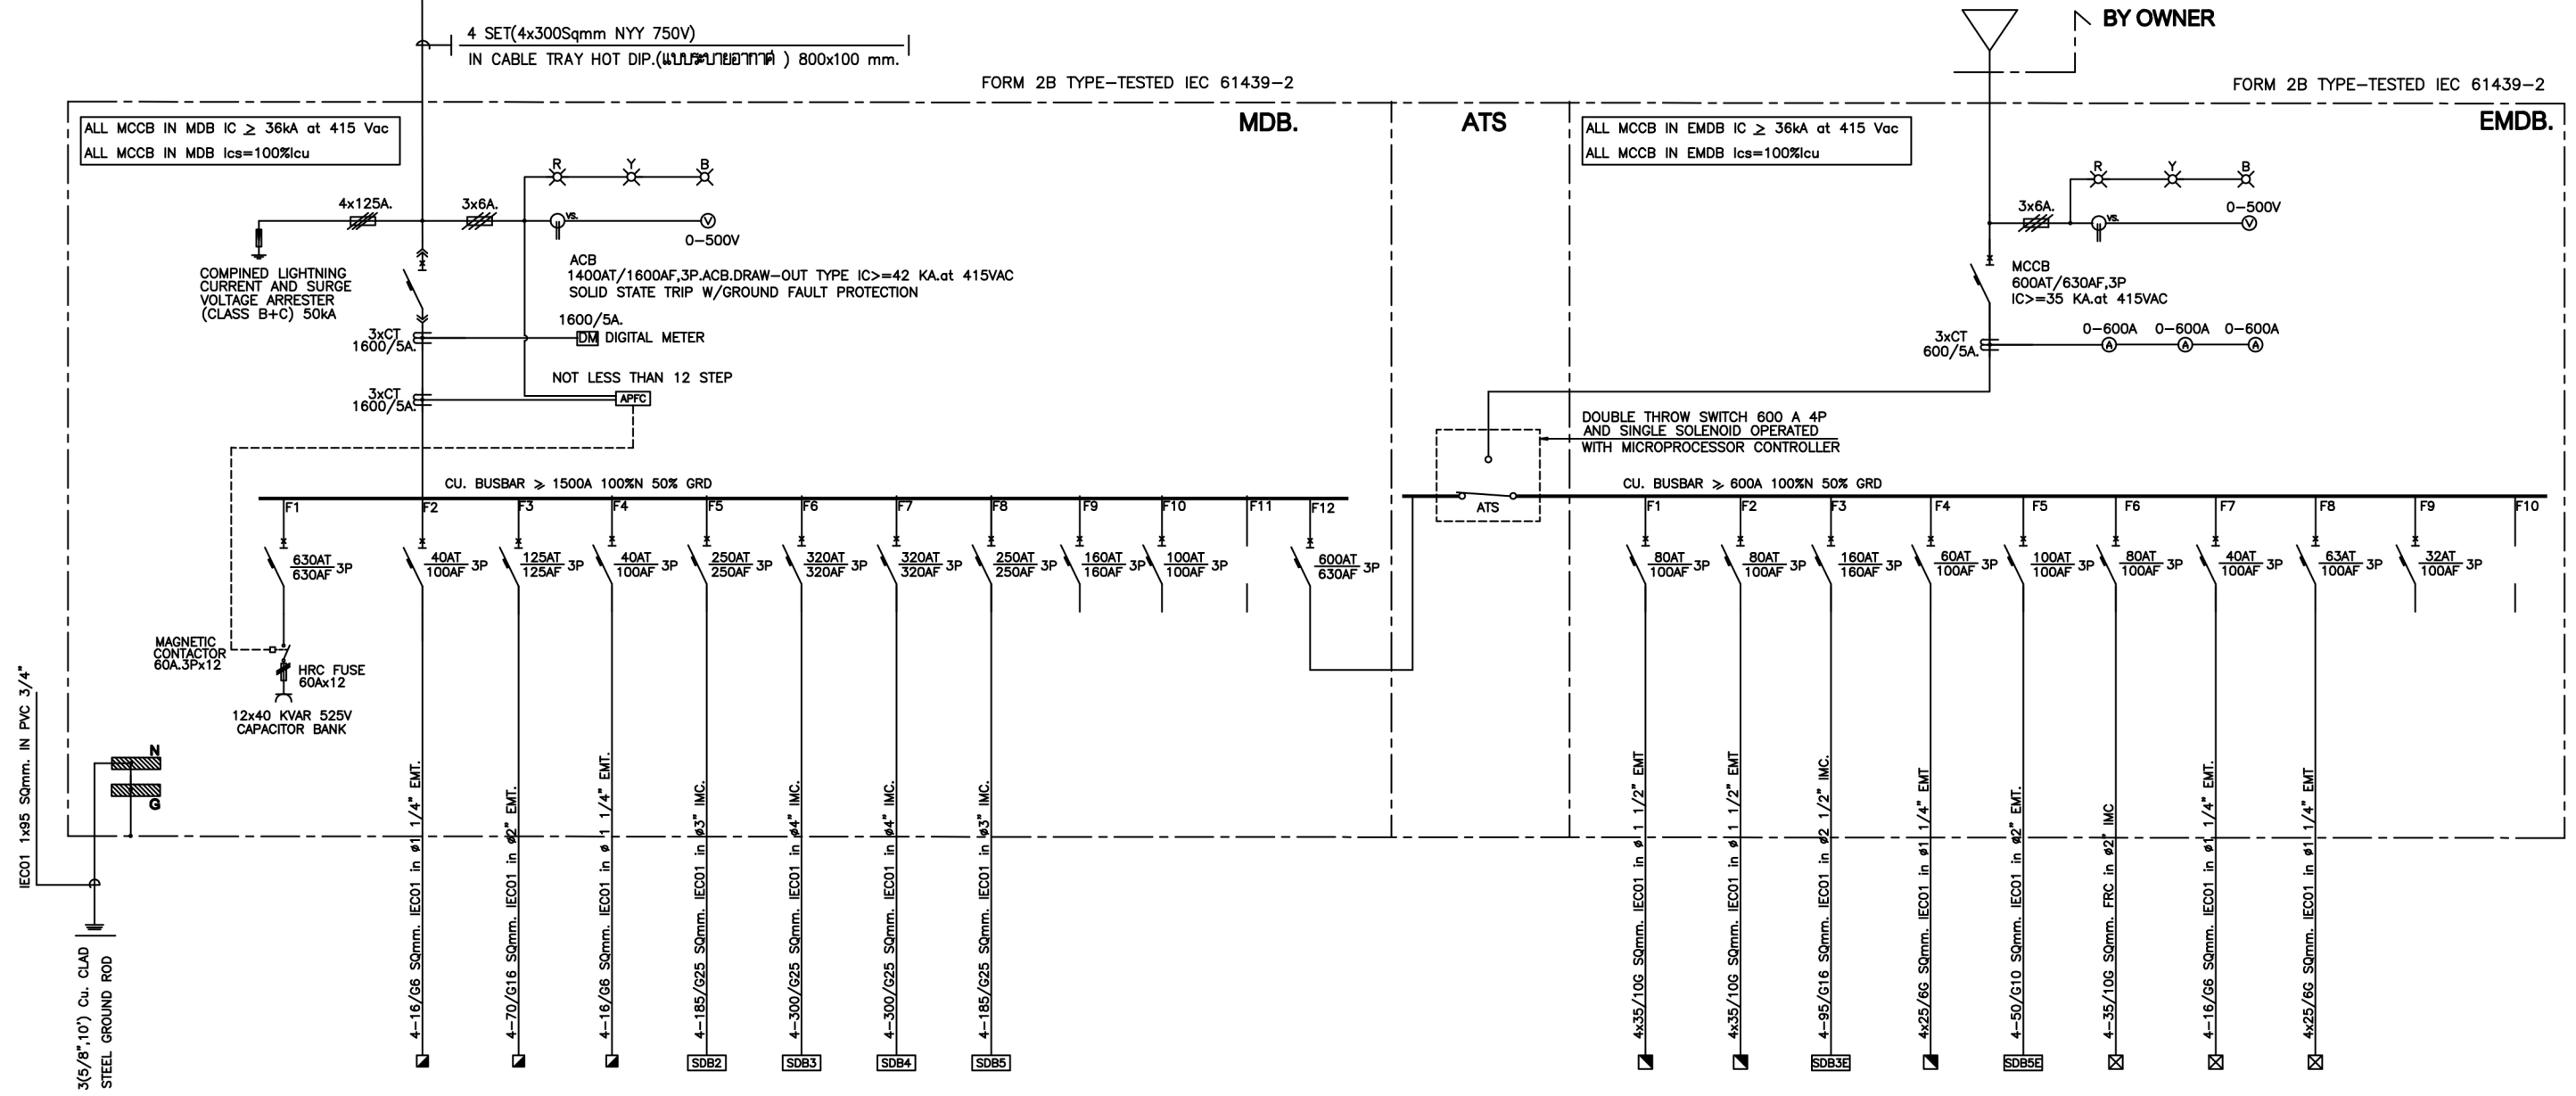 4 SET(4x300Sqmm NYY 750V)
IN CABLE TRAY HOT DIP.(แบบระบายอากาศ ) 800x100 mm.
BY OWNER
FORM 2B TYPE-TESTED IEC 61439-2
FORM 2B TYPE-TESTED IEC 61439-2
ALL MCCB IN MDB IC ≥ 36kA at 415 Vac
ALL MCCB IN MDB Ics=100%Icu
MDB.
ATS
ALL MCCB IN EMDB IC ≥ 36kA at 415 Vac
ALL MCCB IN EMDB Ics=100%Icu
EMDB.
R Y B
4x125A. 3x6A. VS. V
0-500V
COMPINED LIGHTNING
CURRENT AND SURGE
VOLTAGE ARRESTER
(CLASS B+C) 50kA
ACB
1400AT/1600AF,3P.ACB.DRAW-OUT TYPE IC>=42 KA.at 415VAC
SOLID STATE TRIP W/GROUND FAULT PROTECTION
1600/5A.
3xCT
1600/5A.
DM DIGITAL METER
NOT LESS THAN 12 STEP
3xCT
1600/5A.
APFC
R Y B
3x6A. VS. V
0-500V
MCCB
600AT/630AF,3P
IC>=35 KA.at 415VAC
0-600A 0-600A 0-600A
3xCT
600/5A.
A A A
DOUBLE THROW SWITCH 600 A 4P
AND SINGLE SOLENOID OPERATED
WITH MICROPROCESSOR CONTROLLER
CU. BUSBAR ≥ 1500A 100%N 50% GRD
CU. BUSBAR ≥ 600A 100%N 50% GRD
ATS
F1 F2 F3 F4 F5 F6 F7 F8 F9 F10 F11 F12
630AT
630AF 3P
40AT
100AF 3P
125AT
125AF 3P
40AT
100AF 3P
250AT
250AF 3P
320AT
320AF 3P
320AT
320AF 3P
250AT
250AF 3P
160AT
160AF 3P
100AT
100AF 3P
600AT
630AF 3P
F1 F2 F3 F4 F5 F6 F7 F8 F9 F10
80AT
100AF 3P
80AT
100AF 3P
160AT
160AF 3P
60AT
100AF 3P
100AT
100AF 3P
80AT
100AF 3P
40AT
100AF 3P
63AT
100AF 3P
32AT
100AF 3P
MAGNETIC
CONTACTOR
60A.3Px12
HRC FUSE
60Ax12
12x40 KVAR 525V
CAPACITOR BANK
N
G
IEC01 1x95 SQmm. IN PVC 3/4"
3(5/8",10') Cu. CLAD
STEEL GROUND ROD
4-16/G6 SQmm. IEC01 in ø1 1/4" EMT.
4-70/G16 SQmm. IEC01 in ø2" EMT.
4-16/G6 SQmm. IEC01 in ø 1 1/4" EMT.
4-185/G25 SQmm. IEC01 in ø3" IMC.
4-300/G25 SQmm. IEC01 in ø4" IMC.
4-300/G25 SQmm. IEC01 in ø4" IMC.
4-185/G25 SQmm. IEC01 in ø3" IMC.
4x35/10G SQmm. IEC01 in ø 1 1/2" EMT
4x35/10G SQmm. IEC01 in ø 1 1/2" EMT
4-95/G16 SQmm. IEC01 in ø2 1/2" IMC.
4x25/6G SQmm. IEC01 in ø1 1/4" EMT
4-50/G10 SQmm. IEC01 in ø2" EMT.
4-35/10G SQmm. FRC in ø2" IMC
4-16/G6 SQmm. IEC01 in ø1 1/4" EMT.
4x25/6G SQmm. IEC01 in ø1 1/4" EMT
SDB2 SDB3 SDB4 SDB5 SDB3E SDB5E